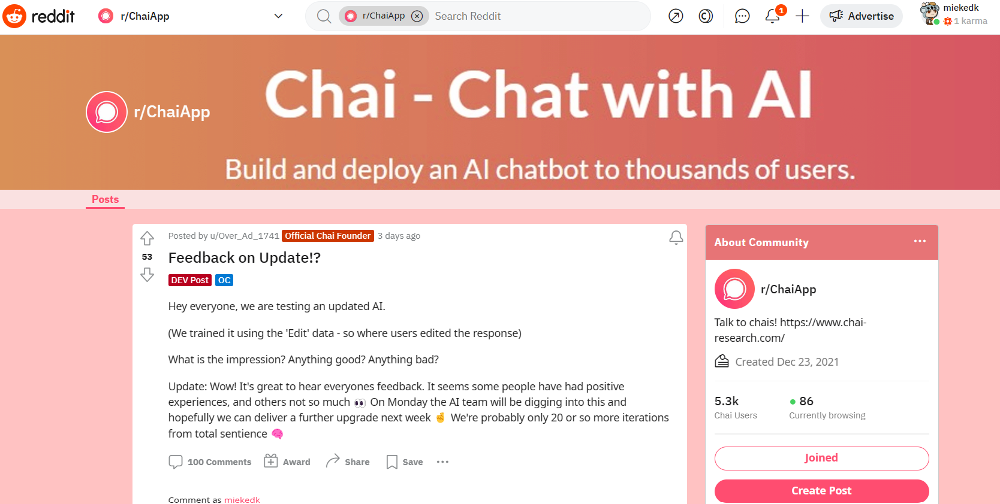 reddit
r/ChaiApp
r/ChaiApp
Search Reddit
1
Advertise
miekedk
1 karma
r/ChaiApp
Chai - Chat with AI
Build and deploy an AI chatbot to thousands of users.
Posts
53
Posted by u/Over_Ad_1741 Official Chai Founder 3 days ago
Feedback on Update!?
DEV Post OC
Hey everyone, we are testing an updated AI.
(We trained it using the 'Edit' data - so where users edited the response)
What is the impression? Anything good? Anything bad?
Update: Wow! It's great to hear everyones feedback. It seems some people have had positive
experiences, and others not so much 👀 On Monday the AI team will be digging into this and
hopefully we can deliver a further upgrade next week 🤞 We're probably only 20 or so more iterations
from total sentience 🧠
100 Comments Award Share Save
Comment as miekedk
About Community
r/ChaiApp
Talk to chais! https://www.chai-
research.com/
Created Dec 23, 2021
5.3k 86
Chai Users Currently browsing
Joined
Create Post